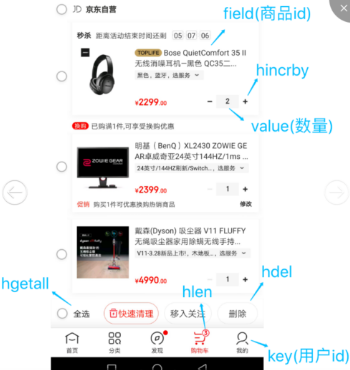 field(商品id)
JD 京东自营
秒杀 距离活动结束时间还剩 05 : 07 : 06
TOPLIFE Bose QuietComfort 35 II
无线消噪耳机–黑色 QC35二...
黑色，蓝牙，选服务
hincrby
¥2299.00 − 2 +
value(数量)
换购 已购满1件,可享受换购优惠
ZOWIE GEAR
明基（BenQ）XL2430 ZOWIE GE
AR卓威奇亚24英寸144HZ/1ms ...
24英寸/144HZ刷新/Switch...，选服务
¥2399.00 − 1 +
促销 购买1件可优惠换购热销商品 修改
戴森(Dyson) 吸尘器 V11 FLUFFY
无绳吸尘器家用除螨无线手持...
V11-3.28新品上市!，木地板...，选服务
¥4990.00 − 1 +
hgetall
hlen
hdel
全选 快速清理 移入关注 删除
首页 分类 发现 购物车 3 我的
key(用户id)